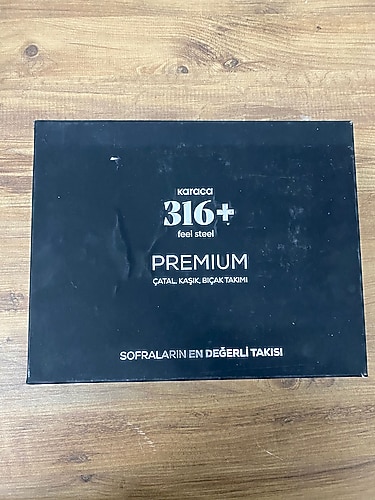 Karaca
316+
feel steel
PREMIUM
ÇATAL, KAŞIK, BIÇAK TAKIMI
SOFRALARIN EN DEĞERLİ TAKISI